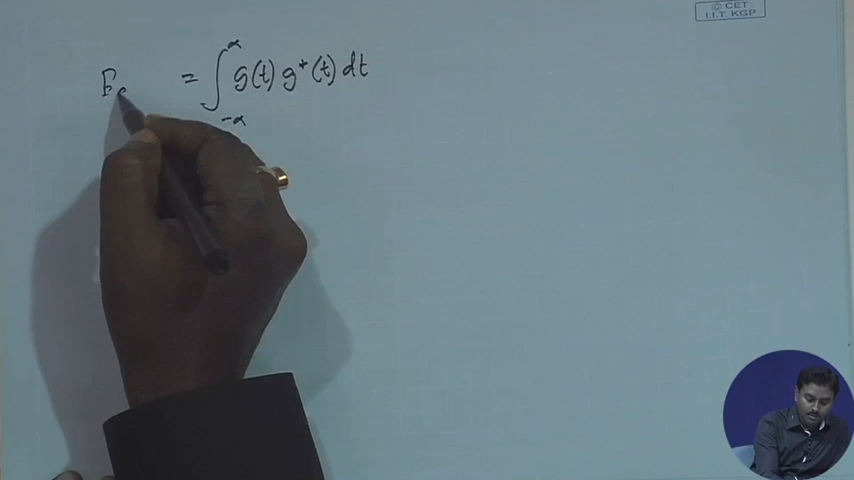 © CET
I.I.T. KGP
E = ∫_{-∞}^{∞} g(t) g*(t) dt